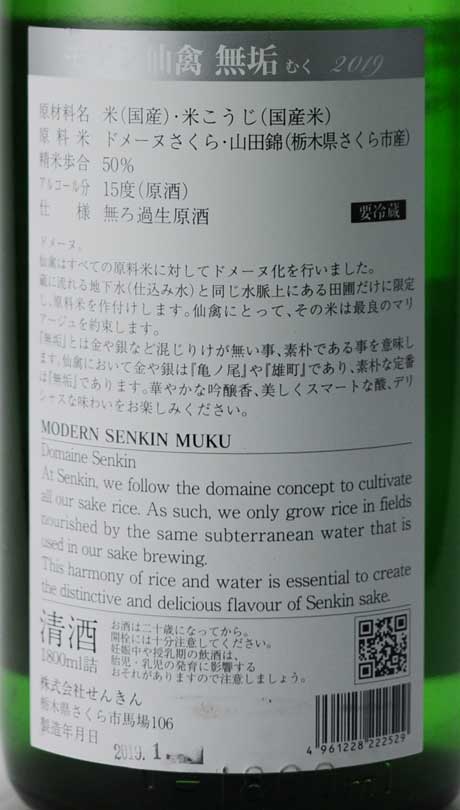 仙禽 無垢 むく 2019
原材料名 米(国産)・米こうじ(国産米)
原料米 ドメーヌさくら・山田錦(栃木県さくら市産)
精米歩合 50%
アルコール分 15度(原酒)
仕様 無ろ過生原酒 要冷蔵
ドメーヌ。
仙禽はすべての原料米に対してドメーヌ化を行いました。
蔵に流れる地下水(仕込み水)と同じ水脈上にある田圃だけに限定
し、原料米を作付けします。仙禽にとって、その米は最良のマリ
アージュを約束します。
『無垢』とは金や銀など混じりけが無い事、素朴である事を意味し
ます。仙禽において金や銀は『亀ノ尾』や『雄町』であり、素朴な定番
は『無垢』であります。華やかな吟醸香、美しくスマートな酸、デリ
シャスな味わいをお楽しみください。
MODERN SENKIN MUKU
Domaine Senkin
At Senkin, we follow the domaine concept to cultivate
all our sake rice. As such, we only grow rice in fields
nourished by the same subterranean water that is
used in our sake brewing.
This harmony of rice and water is essential to create
the distinctive and delicious flavour of Senkin sake.
清酒
1800ml詰
お酒は二十歳になってから。
開栓には十分注意してください。
妊娠中や授乳期の飲酒は、
胎児・乳児の発育に影響する
おそれがありますので注意しましょう。
株式会社せんきん
栃木県さくら市馬場106
製造年月日 2019. 1
4 961228 222529
1800ml